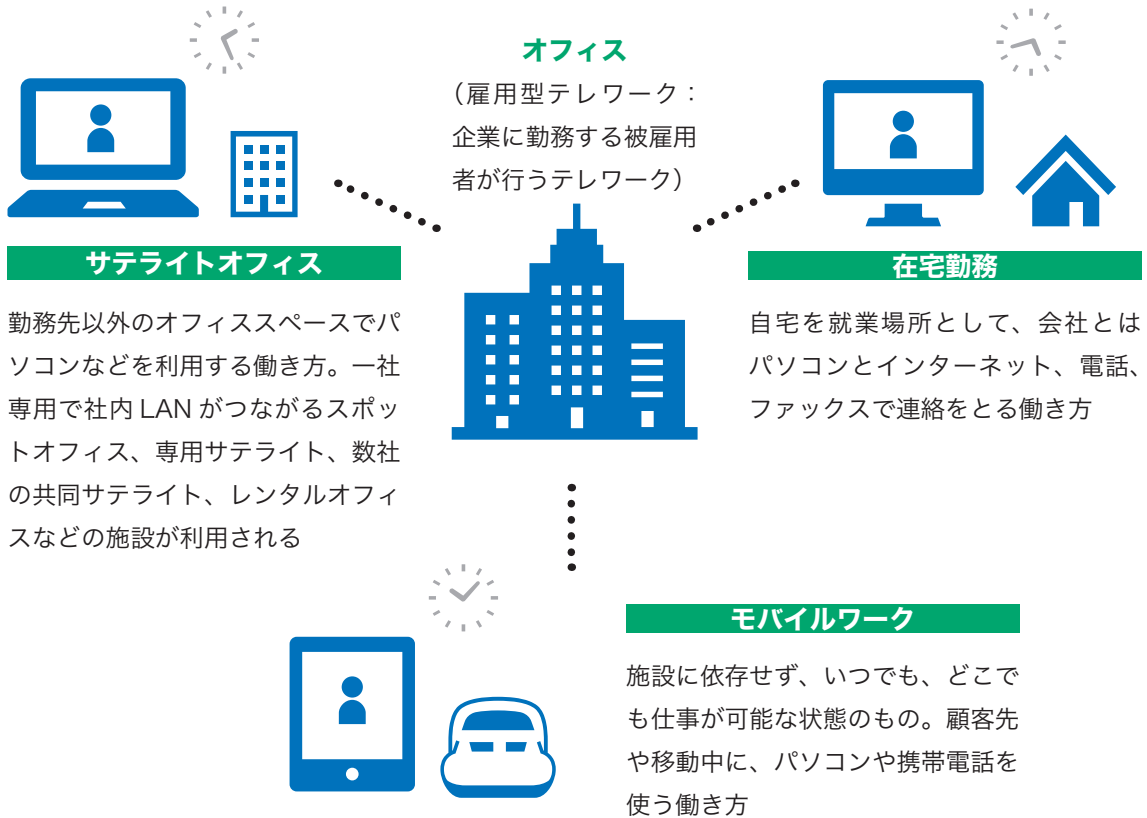 オフィス
（雇用型テレワーク：
企業に勤務する被雇用
者が行うテレワーク）
サテライトオフィス
勤務先以外のオフィススペースでパ
ソコンなどを利用する働き方。一社
専用で社内 LAN がつながるスポッ
トオフィス、専用サテライト、数社
の共同サテライト、レンタルオフィ
スなどの施設が利用される
在宅勤務
自宅を就業場所として、会社とは
パソコンとインターネット、電話、
ファックスで連絡をとる働き方
モバイルワーク
施設に依存せず、いつでも、どこで
も仕事が可能な状態のもの。顧客先
や移動中に、パソコンや携帯電話を
使う働き方